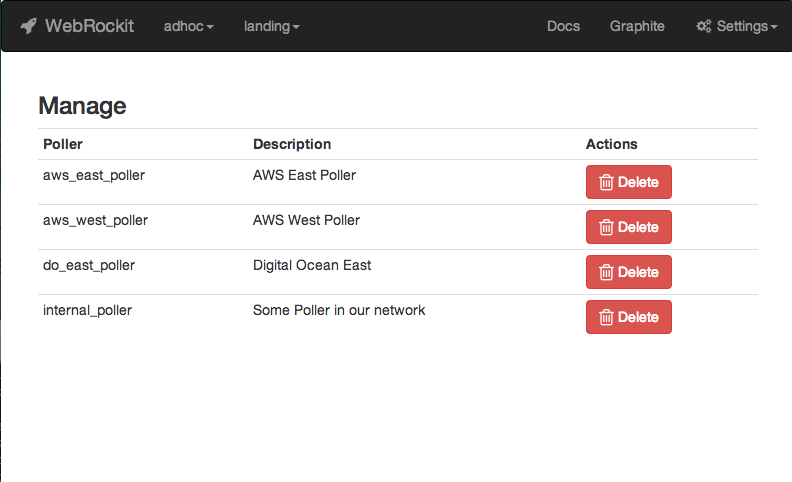 WebRockit adhoc landing Docs Graphite Settings
Manage
Poller Description Actions
aws_east_poller AWS East Poller Delete
aws_west_poller AWS West Poller Delete
do_east_poller Digital Ocean East Delete
internal_poller Some Poller in our network Delete